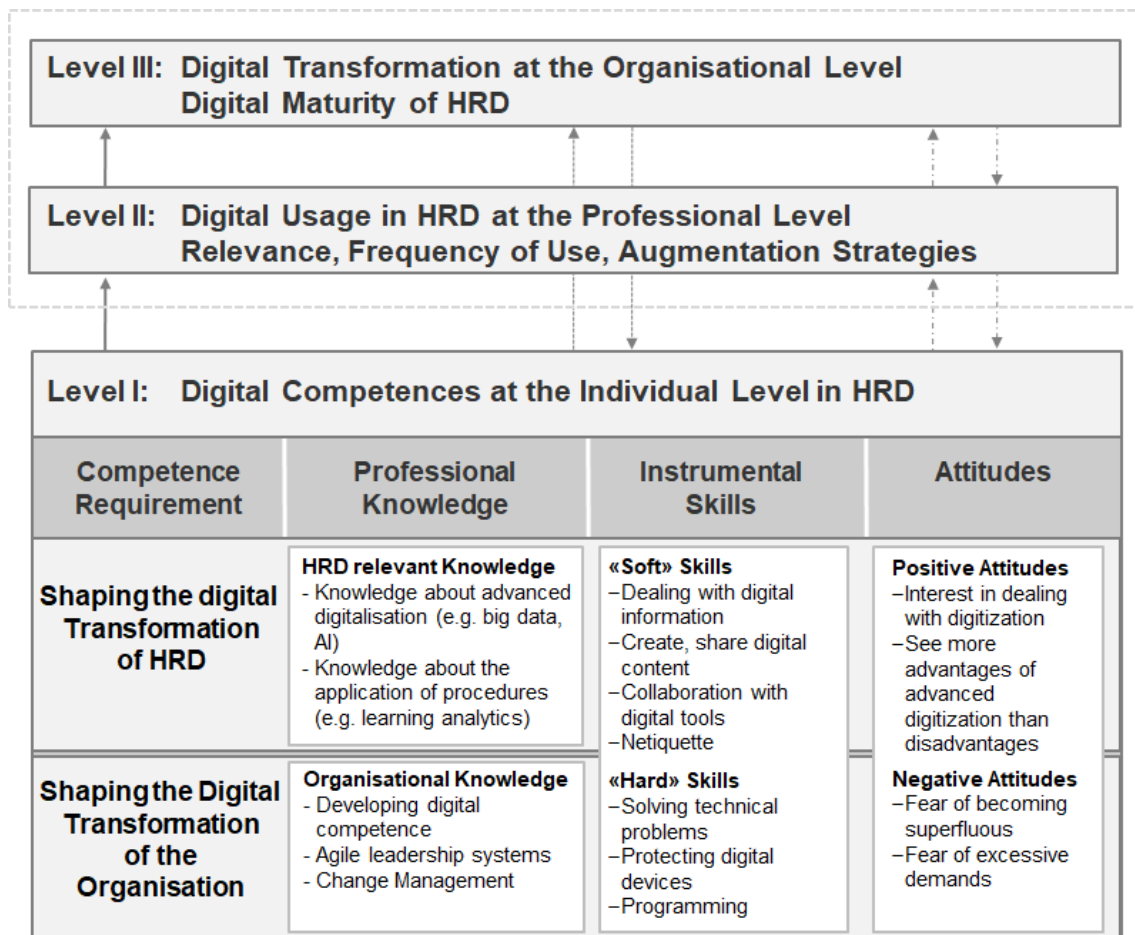 Level III: Digital Transformation at the Organisational Level
Digital Maturity of HRD
Level II: Digital Usage in HRD at the Professional Level
Relevance, Frequency of Use, Augmentation Strategies
Level I: Digital Competences at the Individual Level in HRD
Competence
Requirement
Professional
Knowledge
Instrumental
Skills
Attitudes
Shaping the digital
Transformation
of HRD
HRD relevant Knowledge
- Knowledge about advanced
digitalisation (e.g. big data,
AI)
- Knowledge about the
application of procedures
(e.g. learning analytics)
«Soft» Skills
–Dealing with digital
information
–Create, share digital
content
–Collaboration with
digital tools
–Netiquette
Positive Attitudes
–Interest in dealing
with digitization
–See more
advantages of
advanced
digitization than
disadvantages
Shaping the Digital
Transformation
of the
Organisation
Organisational Knowledge
- Developing digital
competence
- Agile leadership systems
- Change Management
«Hard» Skills
–Solving technical
problems
–Protecting digital
devices
–Programming
Negative Attitudes
–Fear of becoming
superfluous
–Fear of excessive
demands